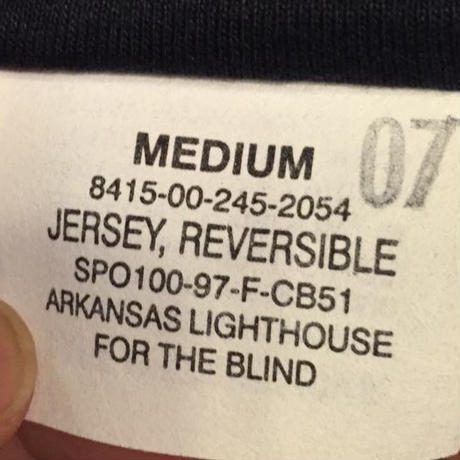 07
MEDIUM
8415-00-245-2054
JERSEY, REVERSIBLE
SPO100-97-F-CB51
ARKANSAS LIGHTHOUSE
FOR THE BLIND